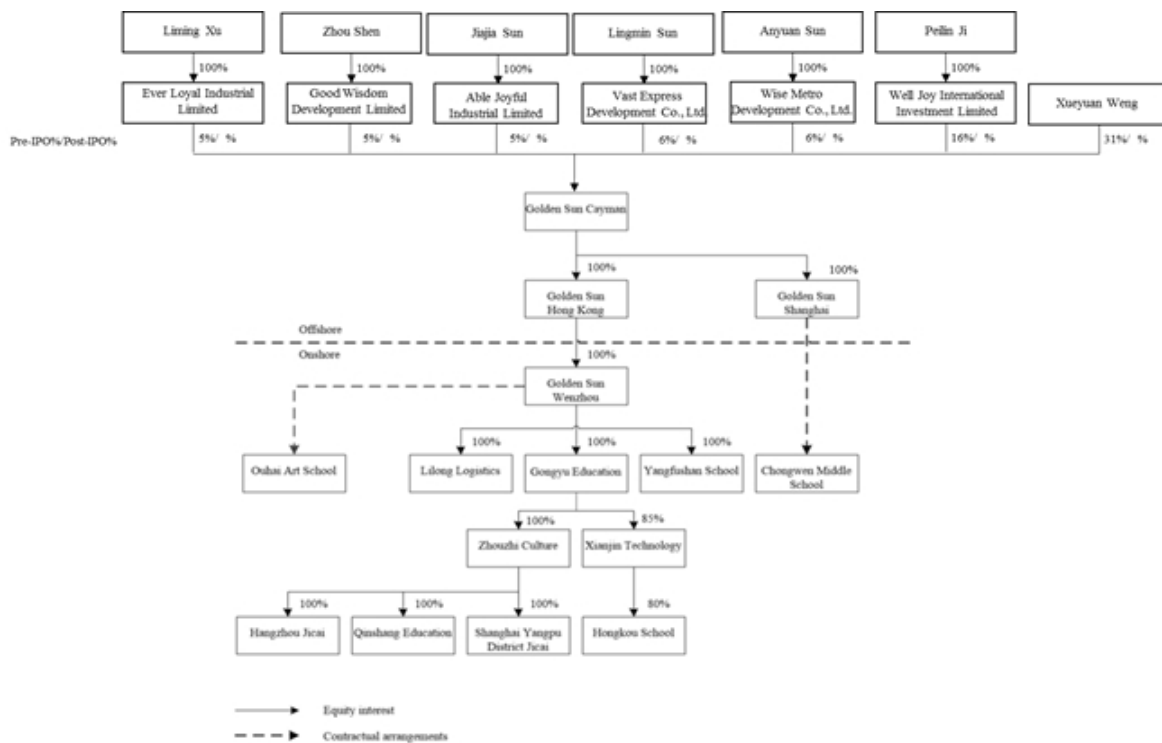 Liming Xu
Zhou Shen
Jiajia Sun
Lingmin Sun
Anyuan Sun
Peilin Ji
100%
100%
100%
100%
100%
100%
Ever Loyal Industrial
Limited
Good Wisdom
Development Limited
Able Joyful
Industrial Limited
Vast Express
Development Co., Ltd.
Wise Metro
Development Co., Ltd.
Well Joy International
Investment Limited
Xueyuan Weng
Pre-IPO%/Post-IPO%
5%/ %
5%/ %
5%/ %
6%/ %
6%/ %
16%/ %
31%/ %
Golden Sun Cayman
100%
100%
Golden Sun
Hong Kong
Golden Sun
Shanghai
Offshore
Onshore
100%
Golden Sun
Wenzhou
100%
100%
100%
Ouhai Art School
Lilong Logistics
Gongyu Education
Yangfushan School
Chongwen Middle
School
100%
85%
Zhouzhi Culture
Xianjin Technology
100%
100%
100%
80%
Hangzhou Jicai
Qinshang Education
Shanghai Yangpu
District Jicai
Hongkou School
Equity interest
Contractual arrangements